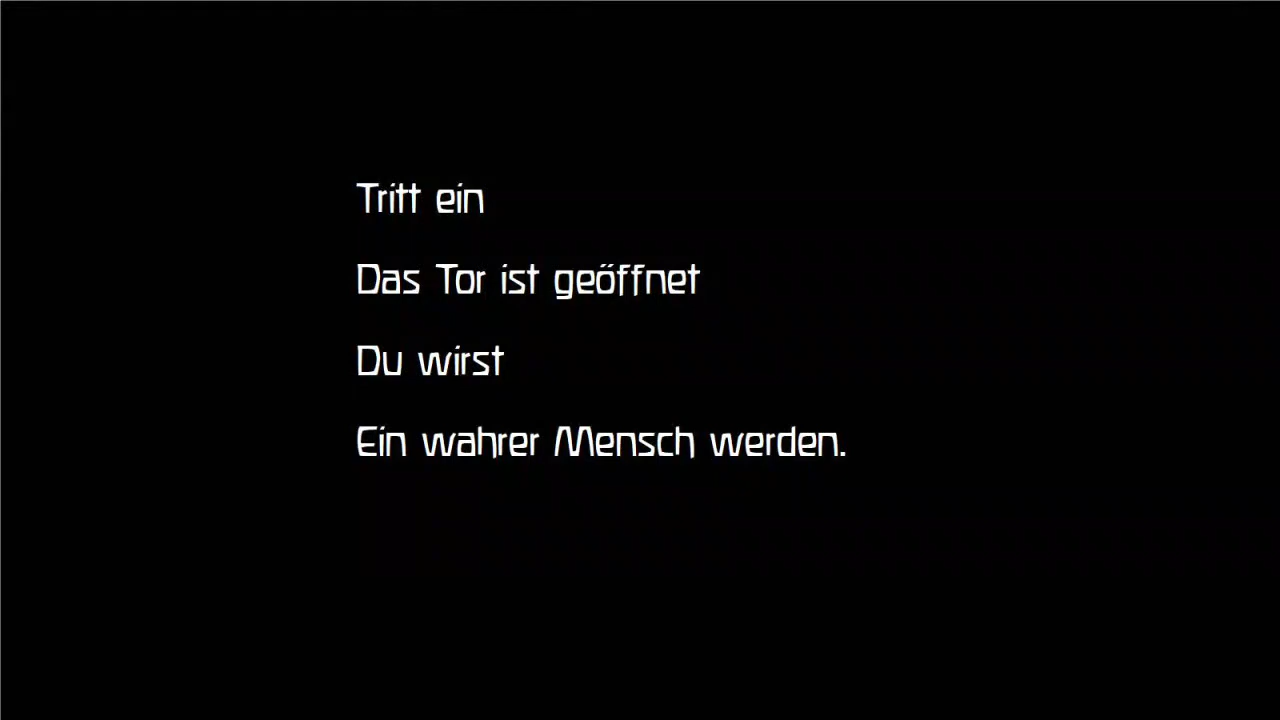 Tritt ein
Das Tor ist geöffnet
Du wirst
Ein wahrer Mensch werden.